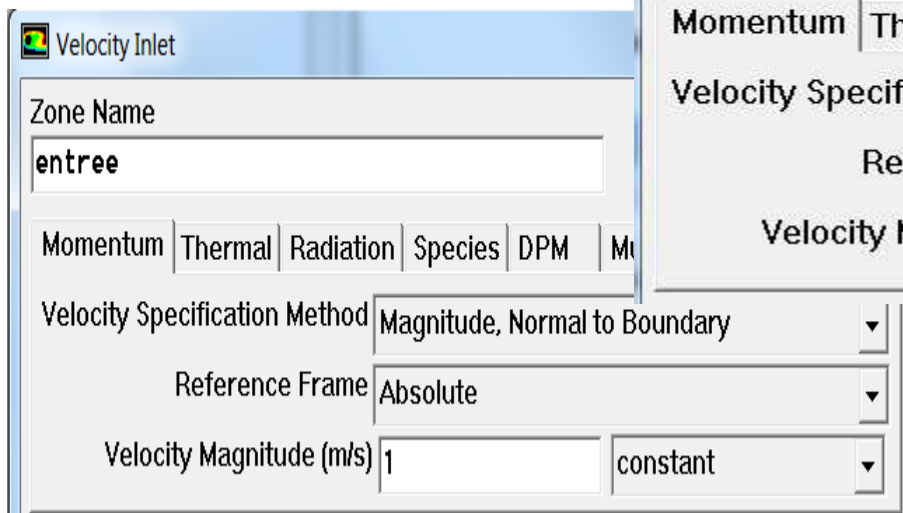 Velocity Inlet
Zone Name
entree
Momentum Thermal Radiation Species DPM
Velocity Specification Method Magnitude, Normal to Boundary
Reference Frame Absolute
Velocity Magnitude (m/s) 1 constant
Momentum
Velocity